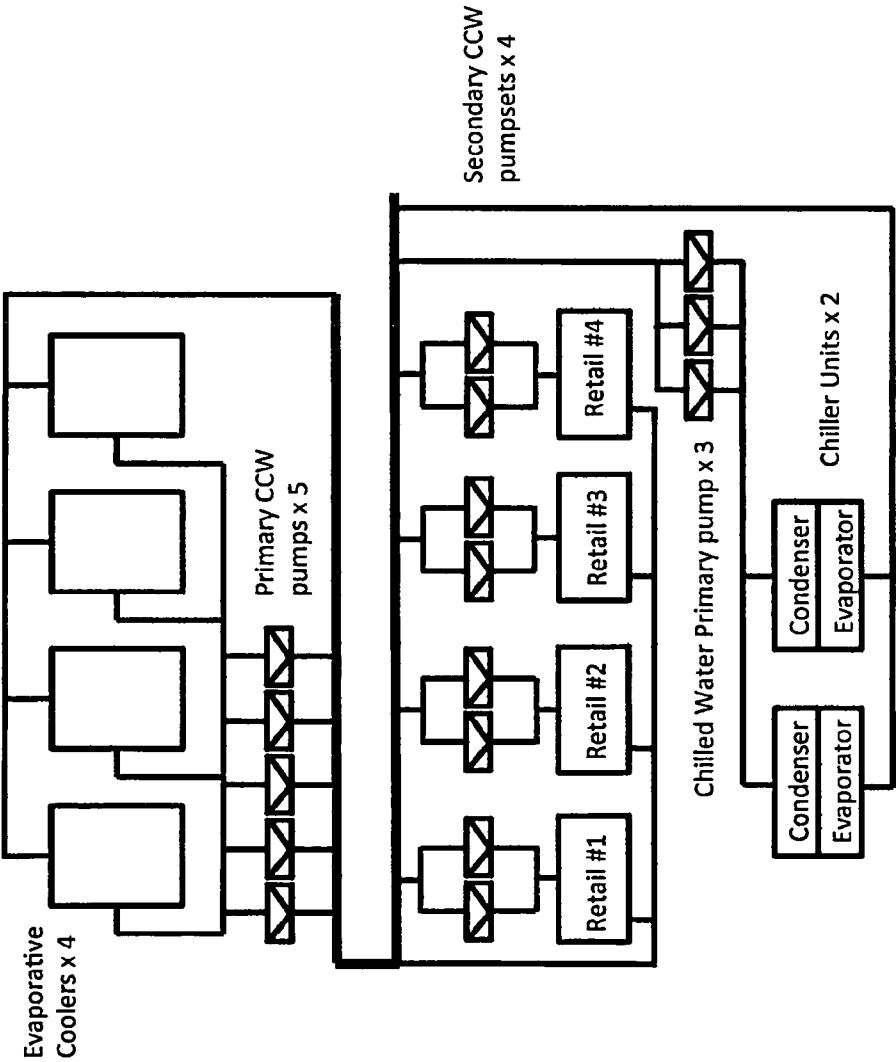 Evaporative
Coolers x 4
Primary CCW
pumps x 5
Secondary CCW
pumpsets x 4
Retail #1
Retail #2
Retail #3
Retail #4
Chilled Water Primary pump x 3
Chiller Units x 2
Condenser
Evaporator
Condenser
Evaporator